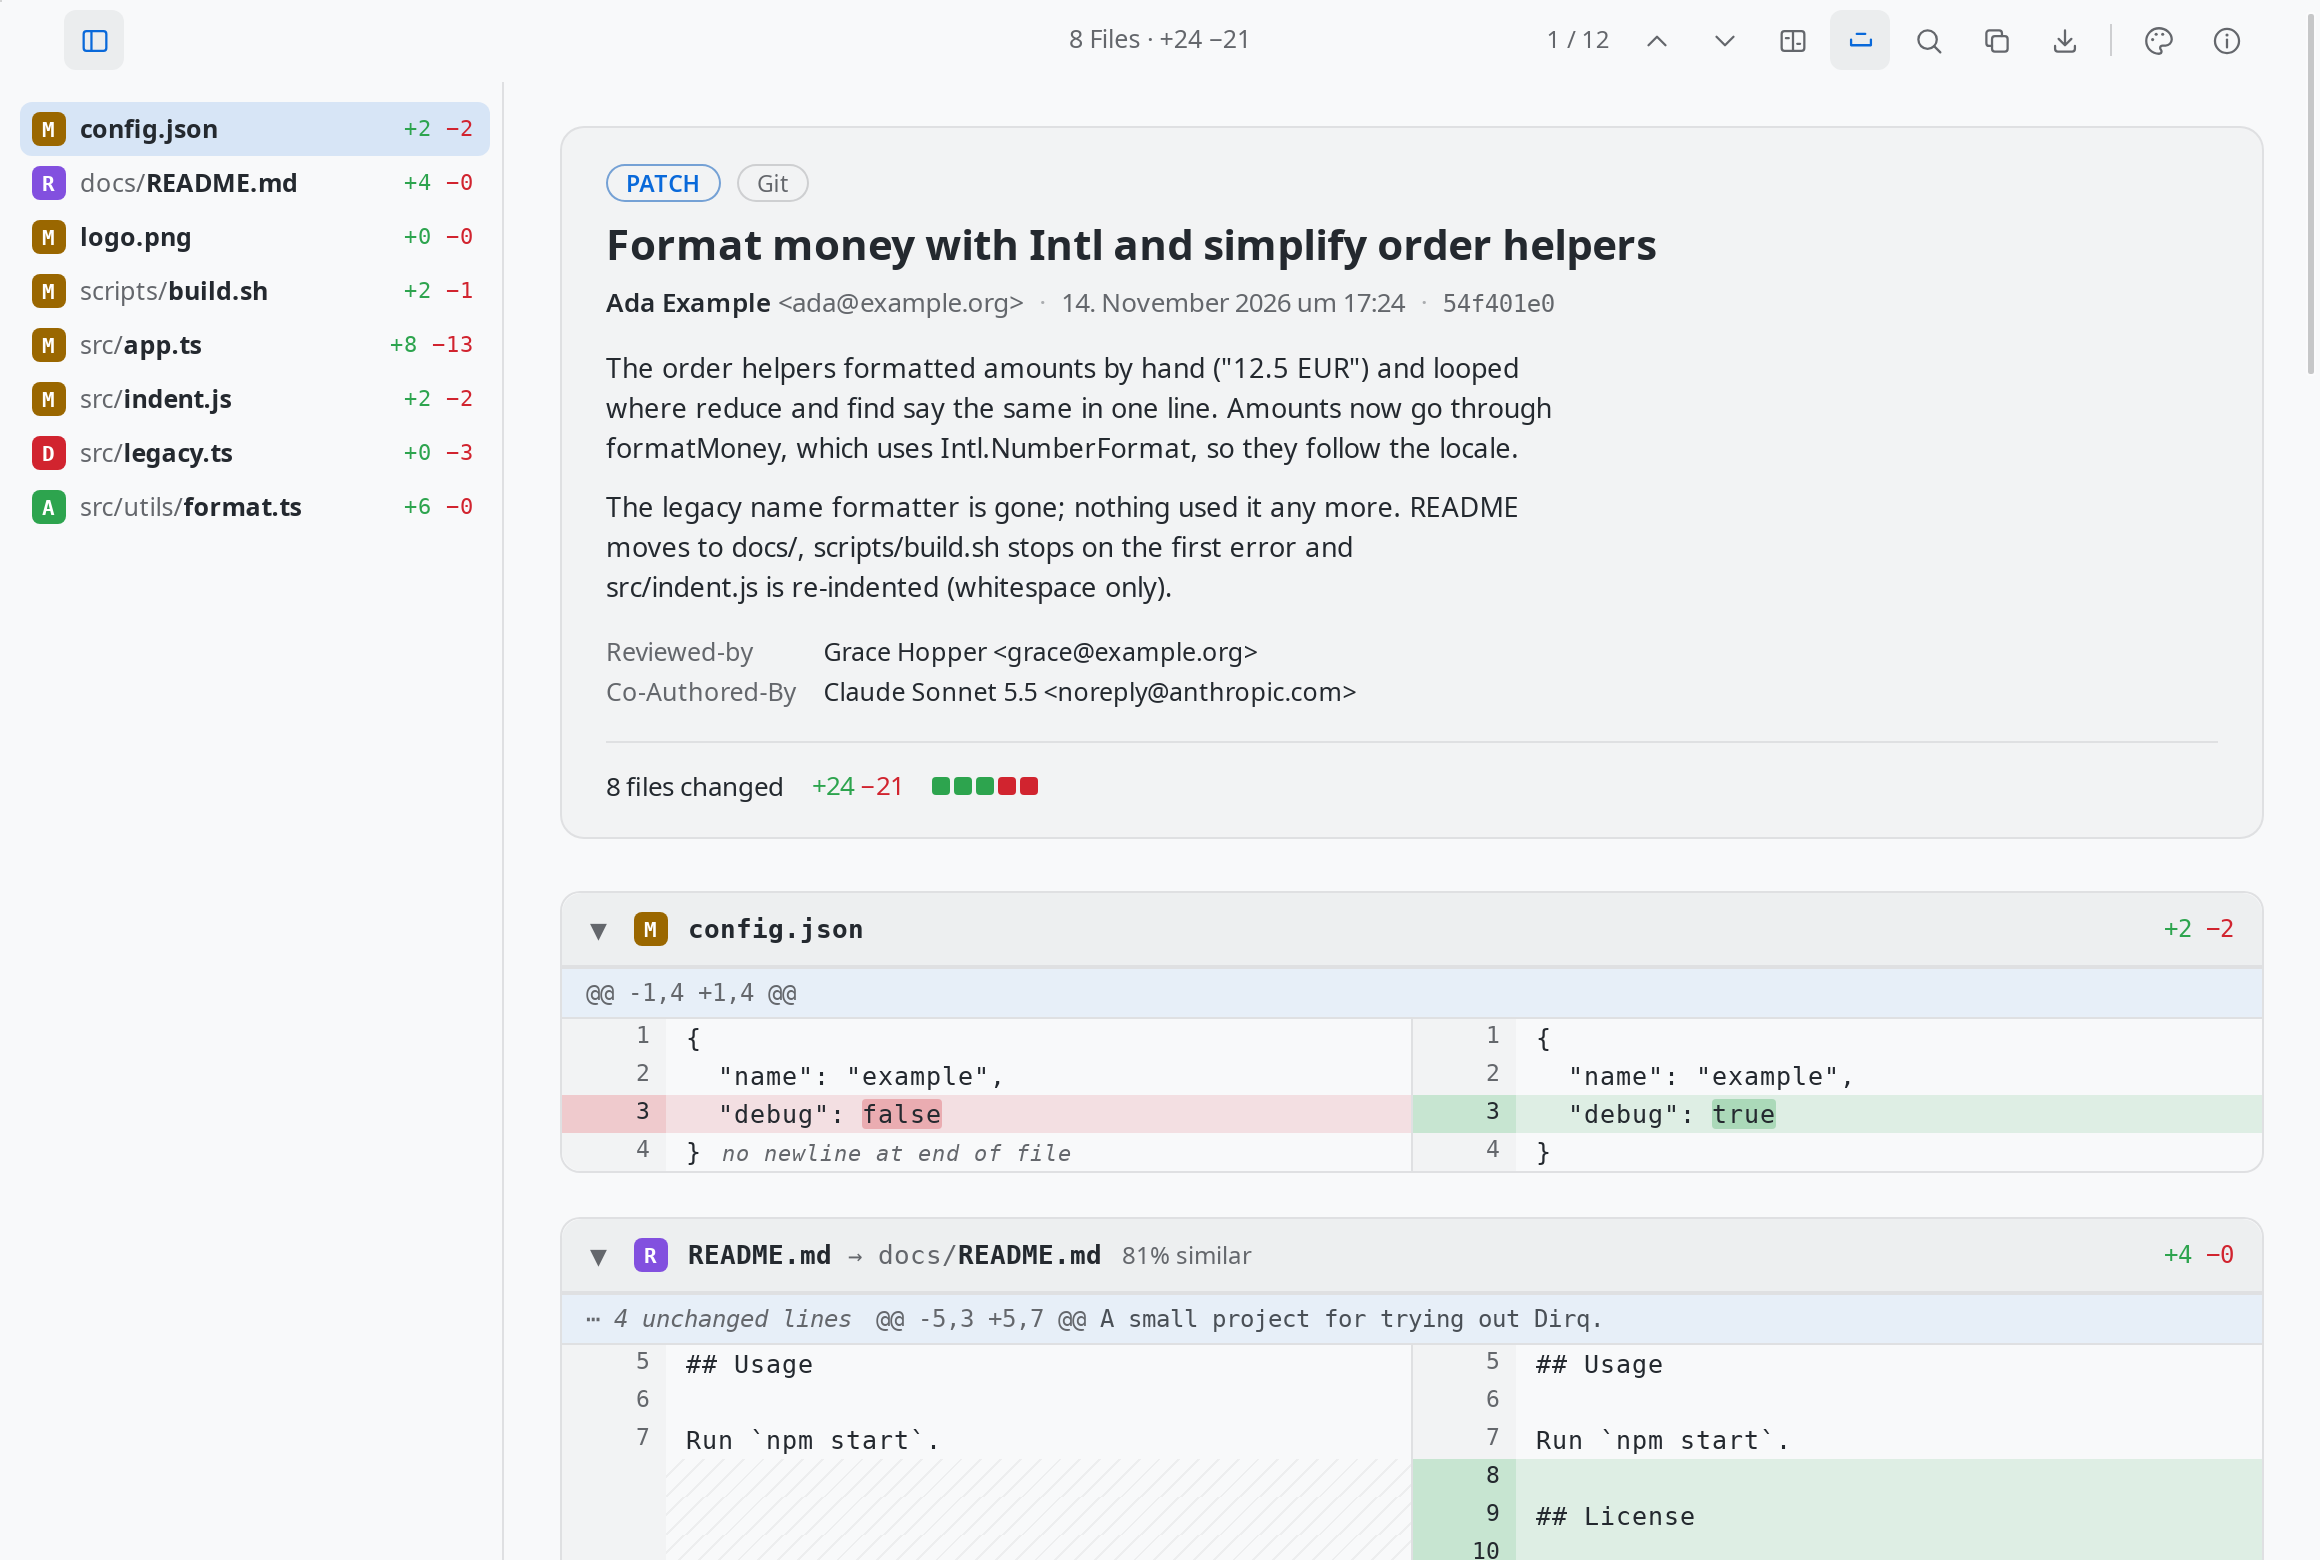 8 Files · +24 −21
1 / 12
M config.json +2 −2
R docs/README.md +4 −0
M logo.png +0 −0
M scripts/build.sh +2 −1
M src/app.ts +8 −13
M src/indent.js +2 −2
D src/legacy.ts +0 −3
A src/utils/format.ts +6 −0
PATCH Git
Format money with Intl and simplify order helpers
Ada Example <ada@example.org> · 14. November 2026 um 17:24 · 54f401e0
The order helpers formatted amounts by hand ("12.5 EUR") and looped
where reduce and find say the same in one line. Amounts now go through
formatMoney, which uses Intl.NumberFormat, so they follow the locale.
The legacy name formatter is gone; nothing used it any more. README
moves to docs/, scripts/build.sh stops on the first error and
src/indent.js is re-indented (whitespace only).
Reviewed-by Grace Hopper <grace@example.org>
Co-Authored-By Claude Sonnet 5.5 <noreply@anthropic.com>
8 files changed +24 −21
▼ M config.json +2 −2
@@ -1,4 +1,4 @@
1 { 1 {
2 "name": "example", 2 "name": "example",
3 "debug": false 3 "debug": true
4 } no newline at end of file 4 }
▼ R README.md → docs/README.md 81% similar +4 −0
⋯ 4 unchanged lines @@ -5,3 +5,7 @@ A small project for trying out Dirq.
5 ## Usage 5 ## Usage
6 6
7 Run `npm start`. 7 Run `npm start`.
8
9 ## License
10